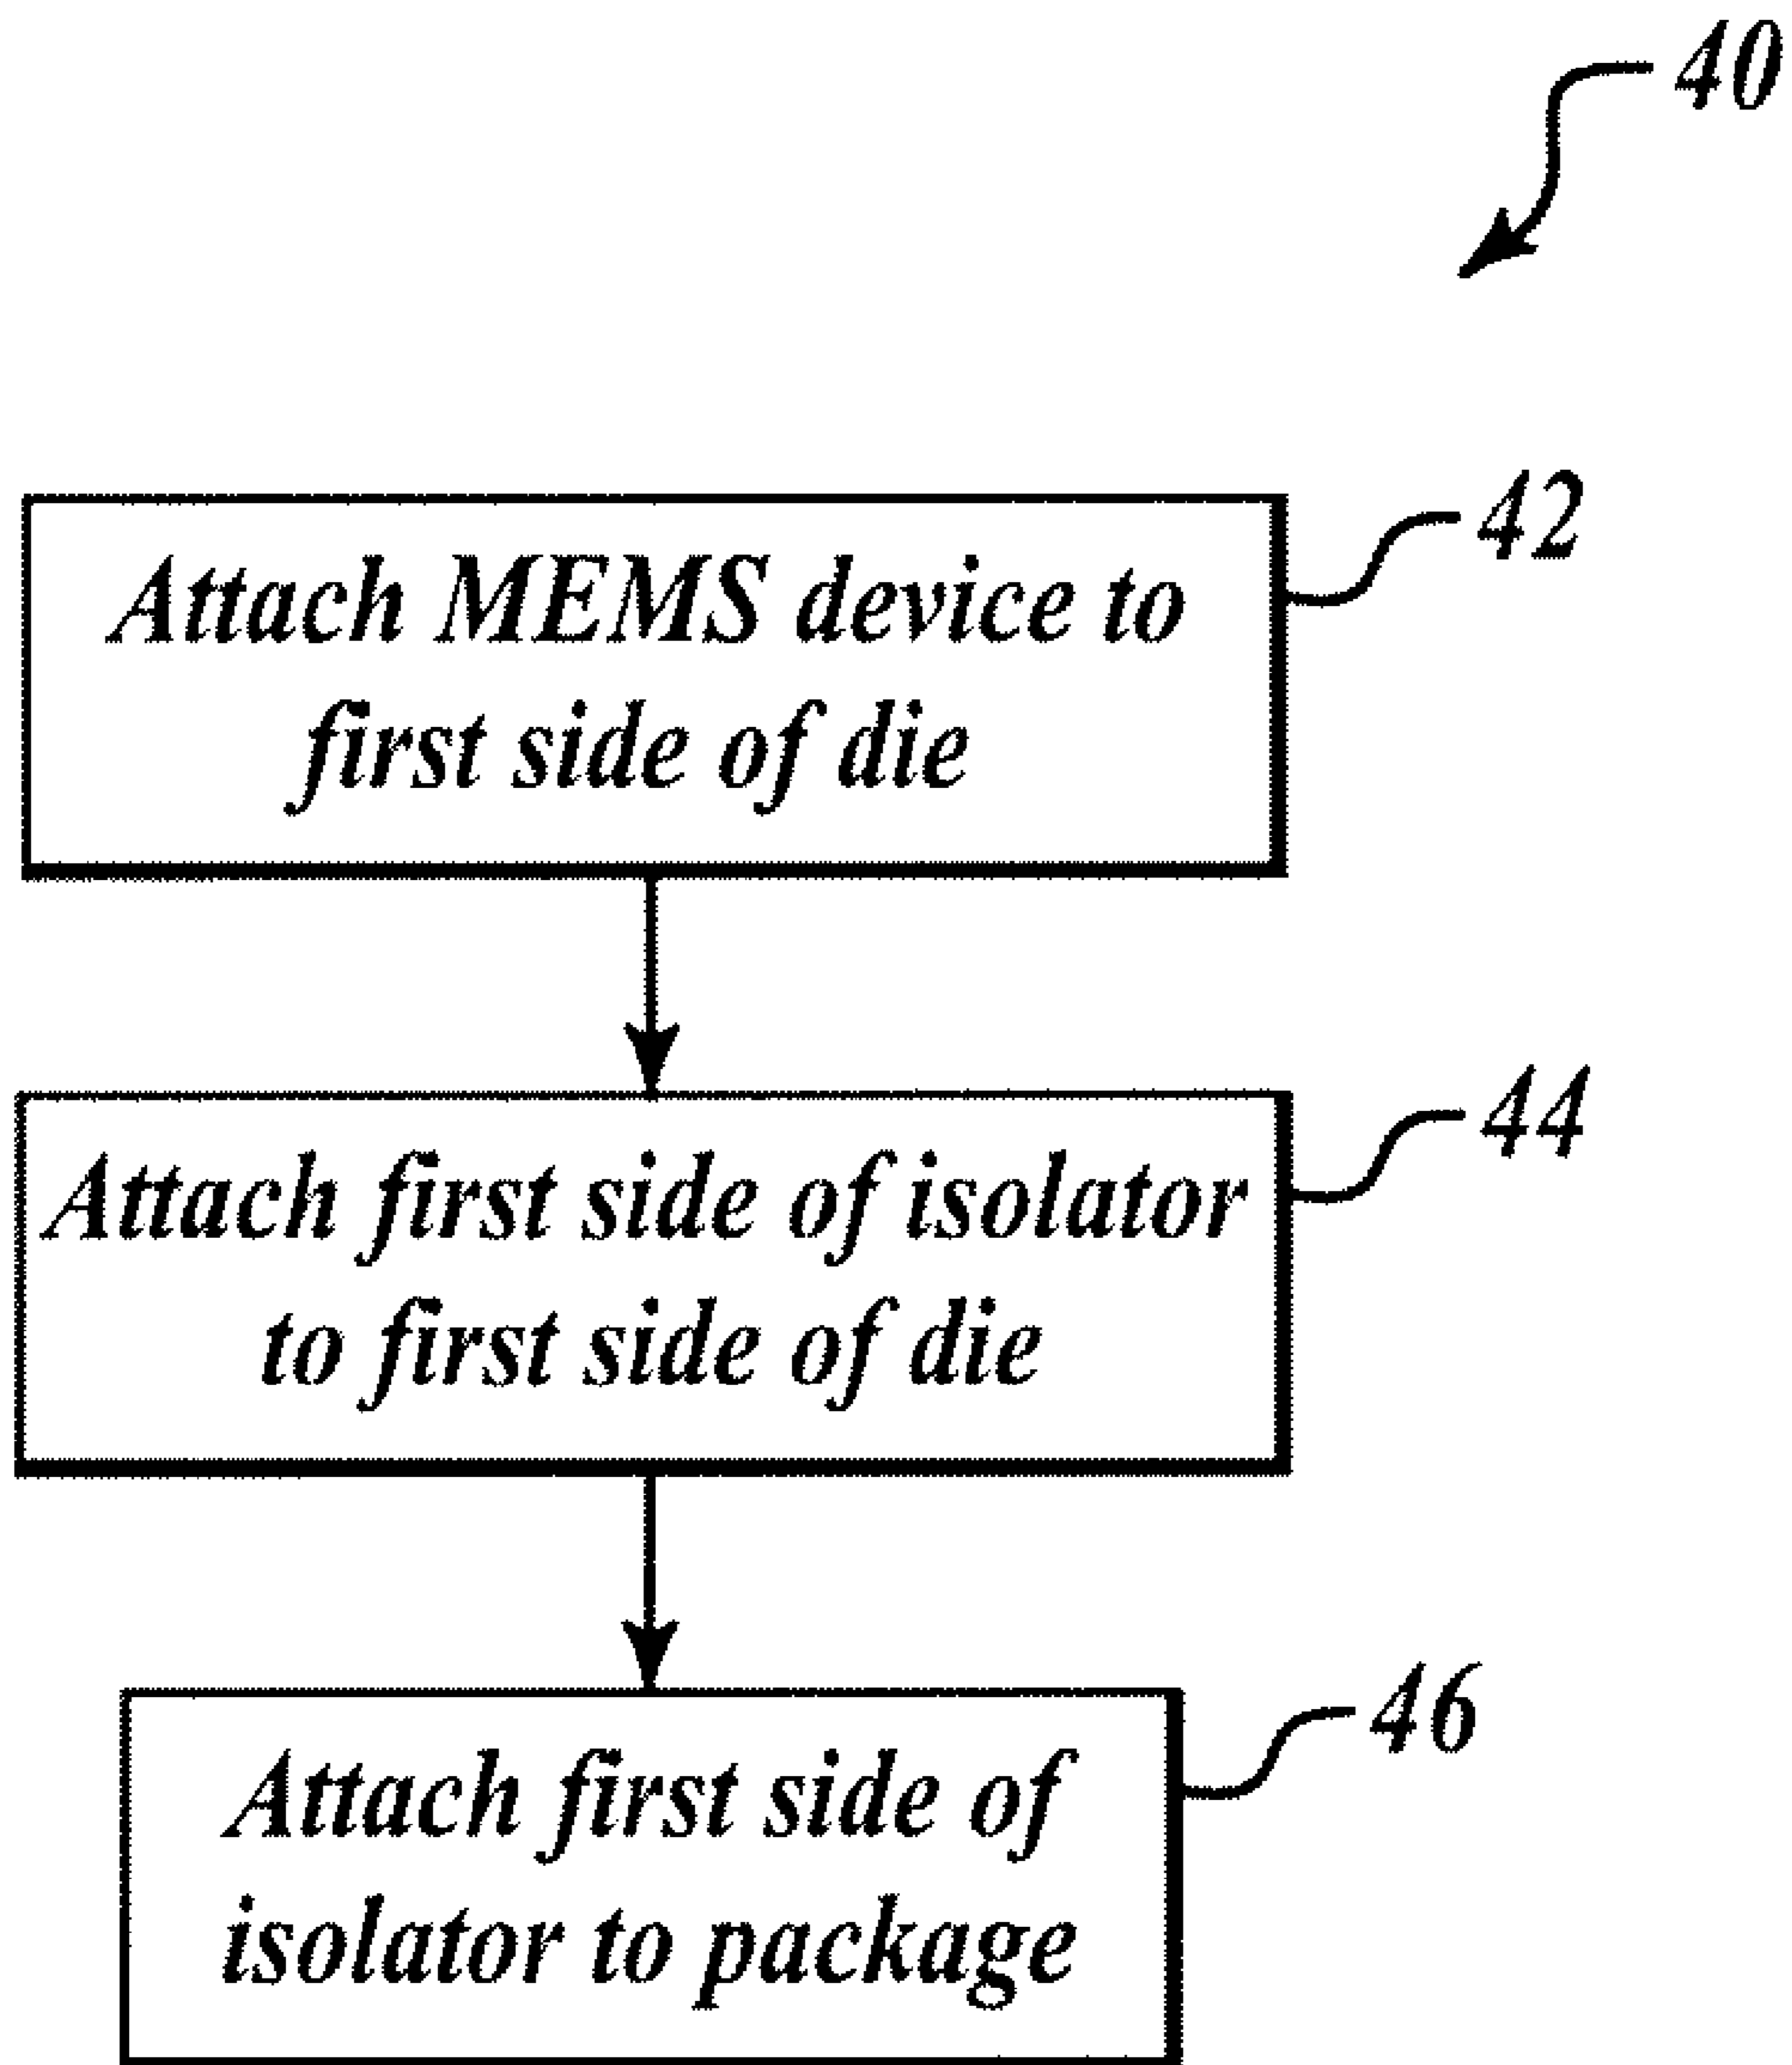 40
42
Attach MEMS device to
first side of die
44
Attach first side of isolator
to first side of die
46
Attach first side of
isolator to package